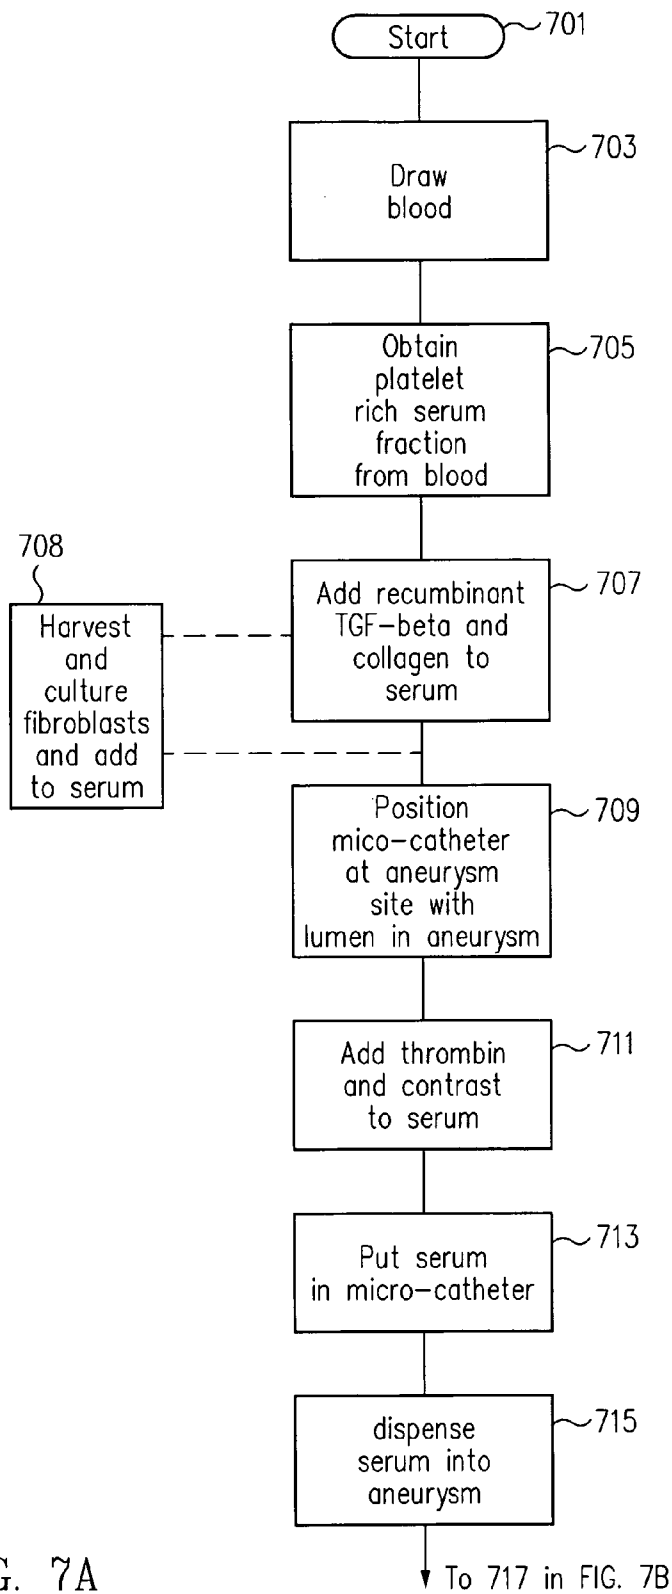 Start
701
Draw
blood
703
Obtain
platelet
rich serum
fraction
from blood
705
708
Harvest
and
culture
fibroblasts
and add
to serum
Add recombinant
TGF-beta and
collagen to
serum
707
Position
mico-catheter
at aneurysm
site with
lumen in aneurysm
709
Add thrombin
and contrast
to serum
711
Put serum
in micro-catheter
713
dispense
serum into
aneurysm
715
G. 7A
To 717 in FIG. 7B